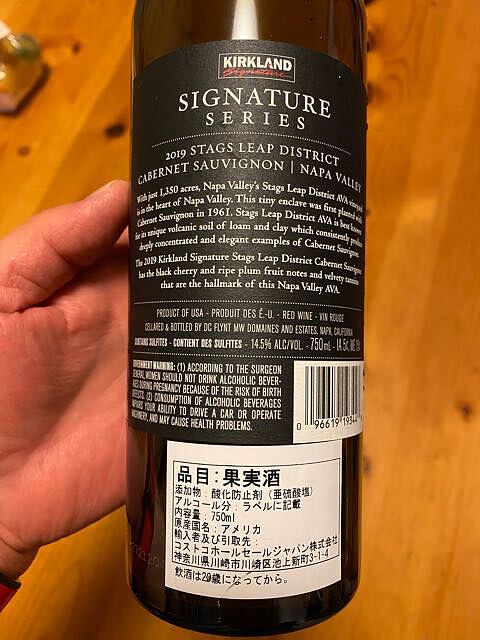 KIRKLAND
Signature
SIGNATURE
SERIES
2019 STAGS LEAP DISTRICT
CABERNET SAUVIGNON | NAPA VALLEY
With just 1,350 acres, Napa Valley's Stags Leap District AVA
is in the heart of Napa Valley. This tiny enclave was first planted with
Cabernet Sauvignon in 1961. Stags Leap District AVA is best known
for its unique volcanic soil of loam and clay which consistently produces
deeply concentrated and elegant examples of Cabernet Sauvignon.
The 2019 Kirkland Signature Stags Leap District Cabernet Sauvignon
has the black cherry and ripe plum fruit notes and velvety tannins
that are the hallmark of this Napa Valley AVA.
PRODUCT OF USA - PRODUIT DES É.-U. - RED WINE - VIN ROUGE
CELLARED & BOTTLED BY DC FLYNT MW DOMAINES AND ESTATES, NAPA, CALIFORNIA
CONTAINS SULFITES - CONTIENT DES SULFITES - 14.5% ALC/VOL. - 750mL - IA 5¢, ME 15¢
GOVERNMENT WARNING: (1) ACCORDING TO THE SURGEON
GENERAL, WOMEN SHOULD NOT DRINK ALCOHOLIC BEVER-
AGES DURING PREGNANCY BECAUSE OF THE RISK OF BIRTH
DEFECTS. (2) CONSUMPTION OF ALCOHOLIC BEVERAGES
IMPAIRS YOUR ABILITY TO DRIVE A CAR OR OPERATE
MACHINERY, AND MAY CAUSE HEALTH PROBLEMS.
0 96619 19344
品目：果実酒
添加物：酸化防止剤（亜硫酸塩）
アルコール分：ラベルに記載
内容量：750ml
原産国名：アメリカ
輸入者及び引取先：
コストコホールセールジャパン株式会社
神奈川県川崎市川崎区池上新町3-1-4
飲酒は20歳になってから。